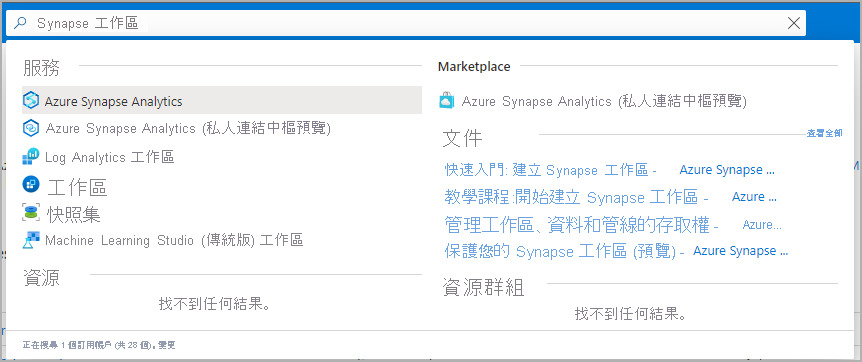 Synapse 工作區
服務
Azure Synapse Analytics
Azure Synapse Analytics (私人連結中樞預覽)
Log Analytics 工作區
工作區
快照集
Machine Learning Studio (傳統版) 工作區
資源
找不到任何結果。
Marketplace
Azure Synapse Analytics (私人連結中樞預覽)
文件
查看全部
快速入門: 建立 Synapse 工作區 - Azure Synapse ...
教學課程:開始建立 Synapse 工作區 - Azure ...
管理工作區、資料和管線的存取權 - Azure...
保護您的 Synapse 工作區 (預覽) - Azure Synapse ...
資源群組
找不到任何結果。
正在搜尋 1 個訂用帳戶 (共 28 個)。變更